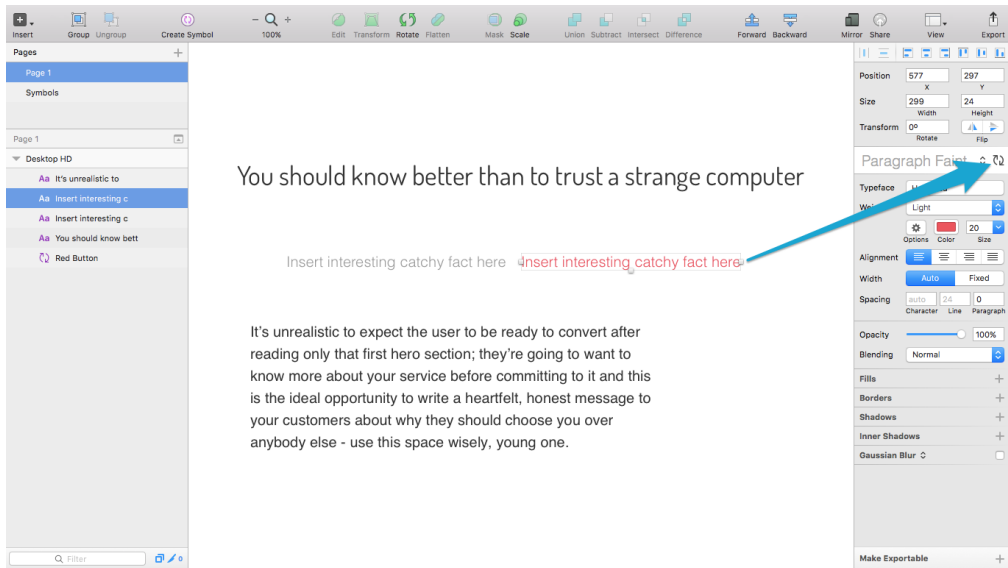 Insert Group Ungroup Create Symbol 100% Edit Transform Rotate Flatten Mask Scale Union Subtract Intersect Difference Forward Backward Mirror Share View Export
Pages
Page 1
Symbols
Page 1
Desktop HD
Aa It's unrealistic to
Aa Insert interesting c
Aa Insert interesting c
Aa You should know bett
Red Button
Filter
0
You should know better than to trust a strange computer
Insert interesting catchy fact here Insert interesting catchy fact here
It's unrealistic to expect the user to be ready to convert after
reading only that first hero section; they're going to want to
know more about your service before committing to it and this
is the ideal opportunity to write a heartfelt, honest message to
your customers about why they should choose you over
anybody else - use this space wisely, young one.
Position 577 297
X Y
Size 299 24
Width Height
Transform 0º
Rotate Flip
Paragraph Faint
Typeface
Light
20
Options Color Size
Alignment
Width Auto Fixed
Spacing auto 24 0
Character Line Paragraph
Opacity 100%
Blending Normal
Fills
Borders
Shadows
Inner Shadows
Gaussian Blur
Make Exportable